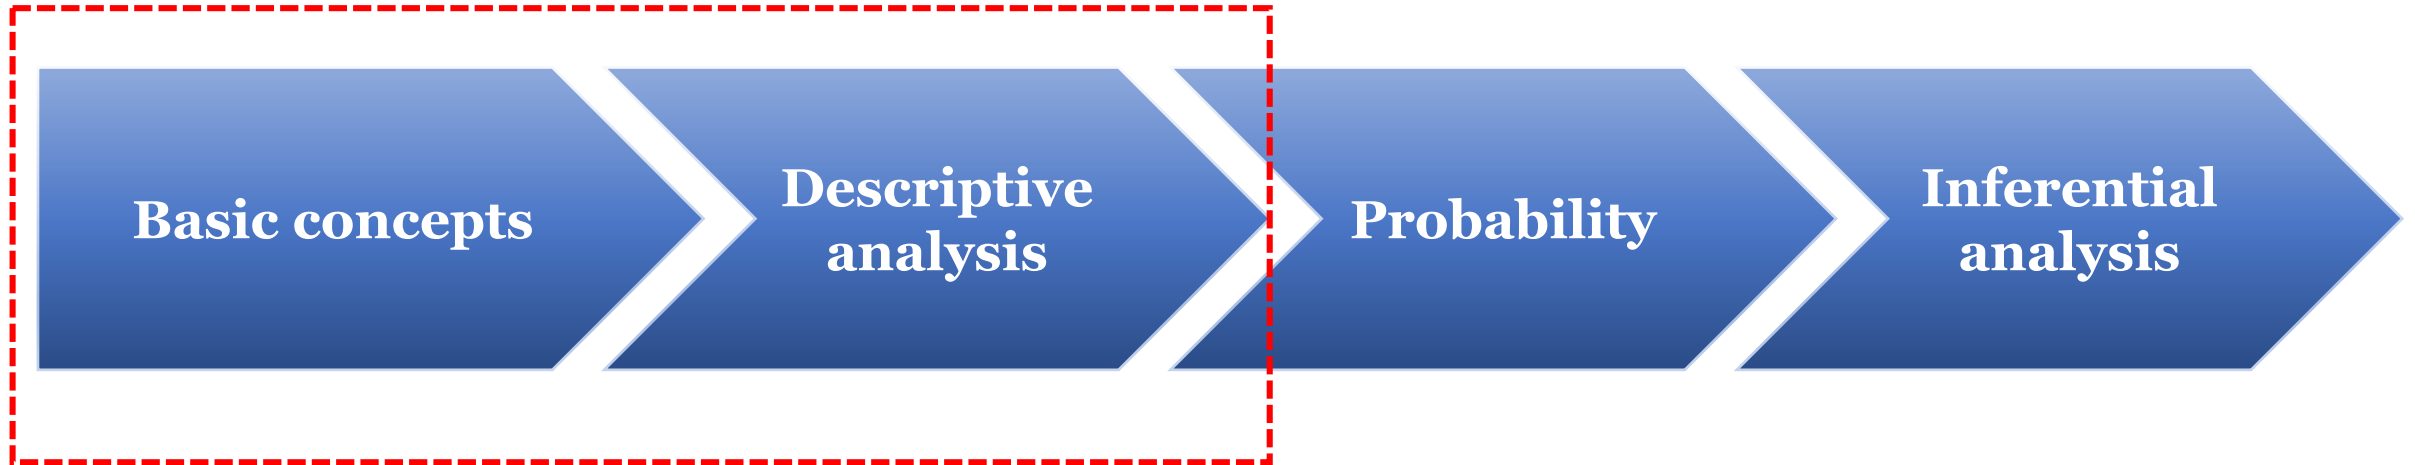 Basic concepts
Descriptive
analysis
Probability
Inferential
analysis